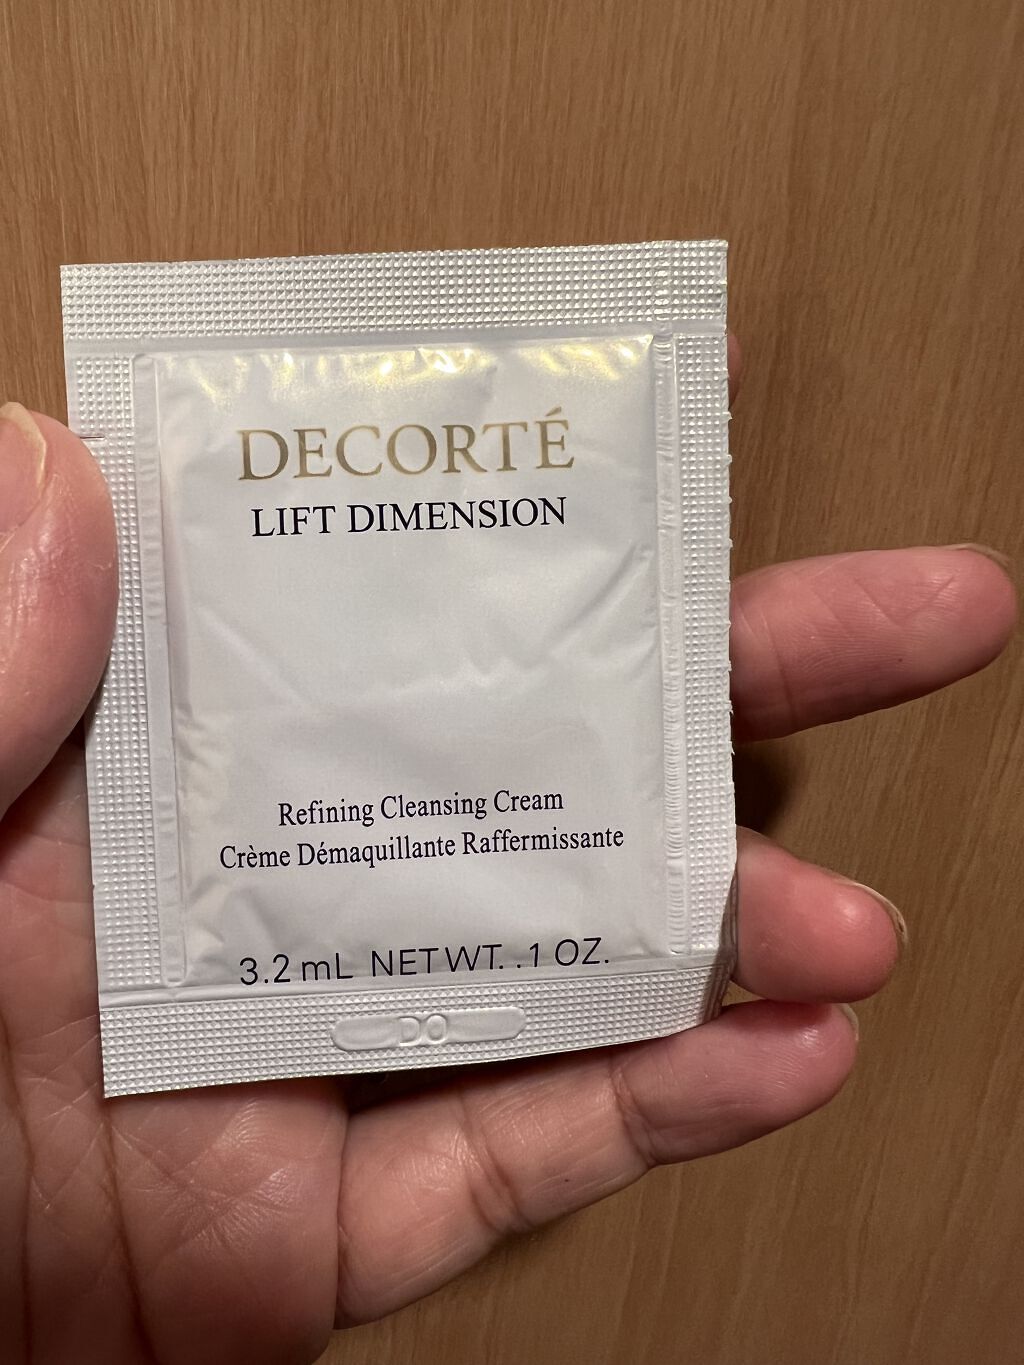 DECORTÉ
LIFT DIMENSION
Refining Cleansing Cream
Crème Démaquillante Raffermissante
3.2 mL NET WT. .1 OZ.
DO